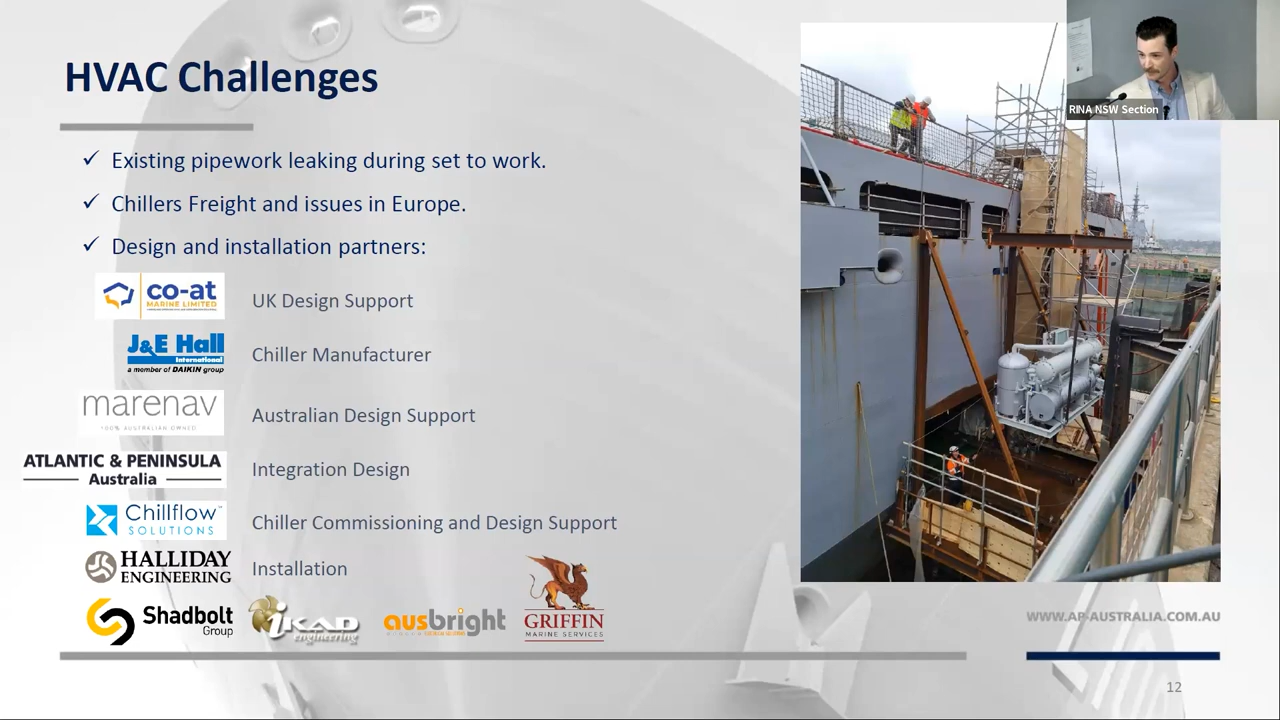 HVAC Challenges
RINA NSW Section
✓ Existing pipework leaking during set to work.
✓ Chillers Freight and issues in Europe.
✓ Design and installation partners:
co-at
MARINE LIMITED
UK Design Support
J&E Hall
International
a member of DAIKIN group
Chiller Manufacturer
marenav
100% AUSTRALIAN OWNED
Australian Design Support
ATLANTIC & PENINSULA
Australia
Integration Design
Chillflow™
SOLUTIONS
Chiller Commissioning and Design Support
HALLIDAY
ENGINEERING
Installation
Shadbolt
Group
iKAD
engineering
ausbright
GRIFFIN
MARINE SERVICES
WWW.AP-AUSTRALIA.COM.AU
12